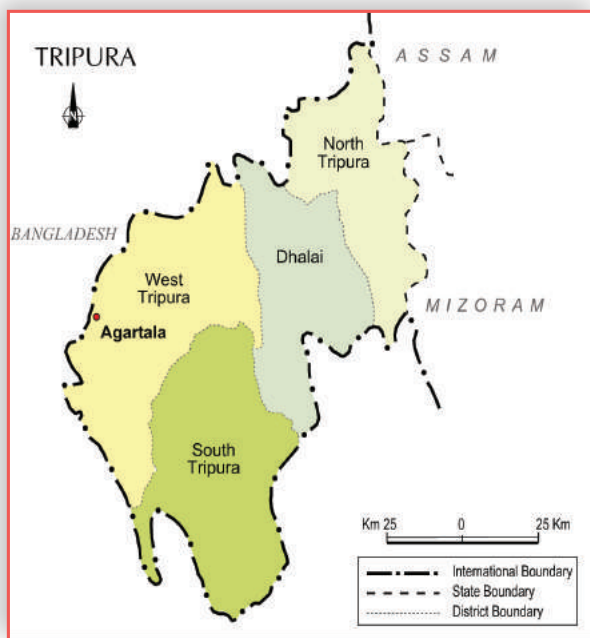 TRIPURA
N
ASSAM
North
Tripura
BANGLADESH
Dhalai
West
Tripura
MIZORAM
Agartala
South
Tripura
Km 25 0 25 Km
International Boundary
State Boundary
District Boundary